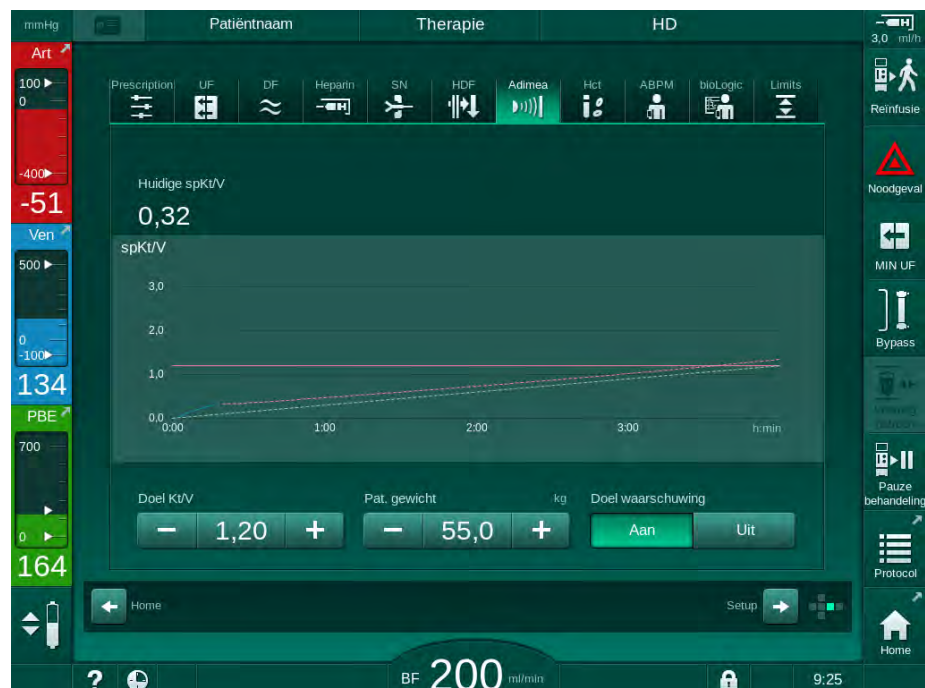 mmHg
Patiëntnaam
Therapie
HD
3,0 ml/h
Art
100
0
-400
-51
Ven
500
0
-100
134
PBE
700
0
164
Prescription
UF
DF
Heparin
SN
HDF
Adimea
Hct
ABPM
bioLogic
Limits
Huidige spKt/V
0,32
spKt/V
3,0
2,0
1,0
0,0
0:00
1:00
2:00
3:00
h:min
Doel Kt/V
Pat. gewicht
kg
Doel waarschuwing
− 1,20 +
− 55,0 +
Aan
Uit
Home
Setup
Reïnfusie
Noodgeval
MIN UF
Bypass
Pauze
behandeling
Protocol
Home
?
BF 200 ml/min
9:25